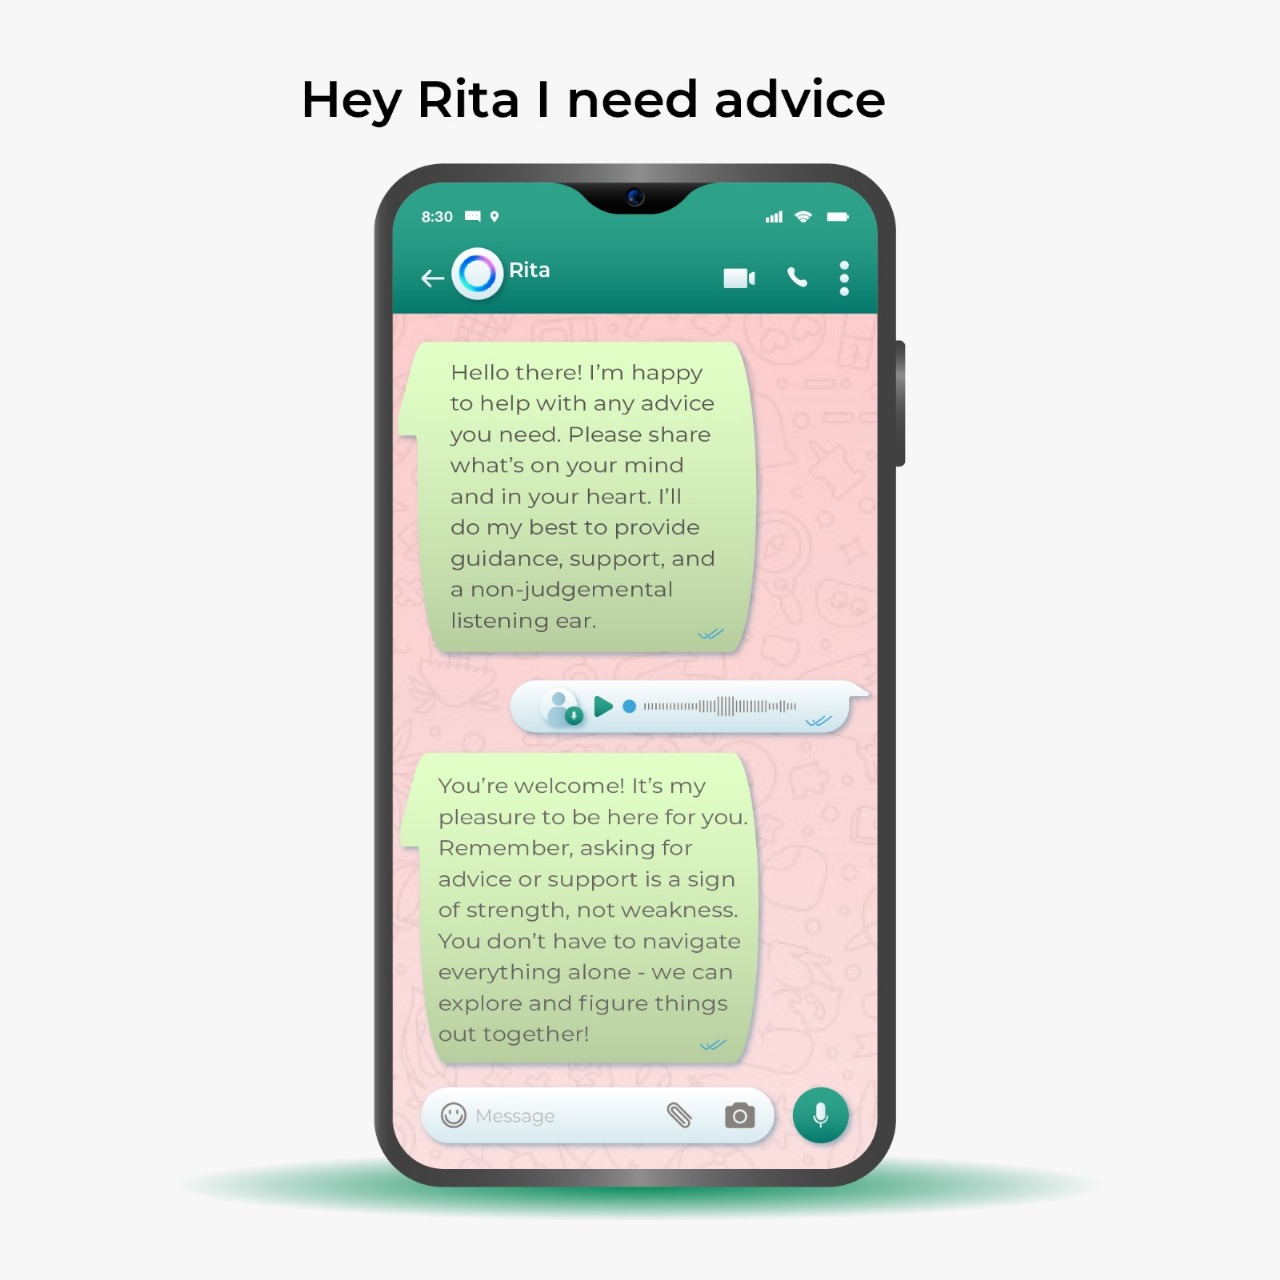 Hey Rita I need advice
8:30
Rita
Hello there! I’m happy
to help with any advice
you need. Please share
what’s on your mind
and in your heart. I’ll
do my best to provide
guidance, support, and
a non-judgemental
listening ear.
You’re welcome! It’s my
pleasure to be here for you.
Remember, asking for
advice or support is a sign
of strength, not weakness.
You don’t have to navigate
everything alone - we can
explore and figure things
out together!
Message